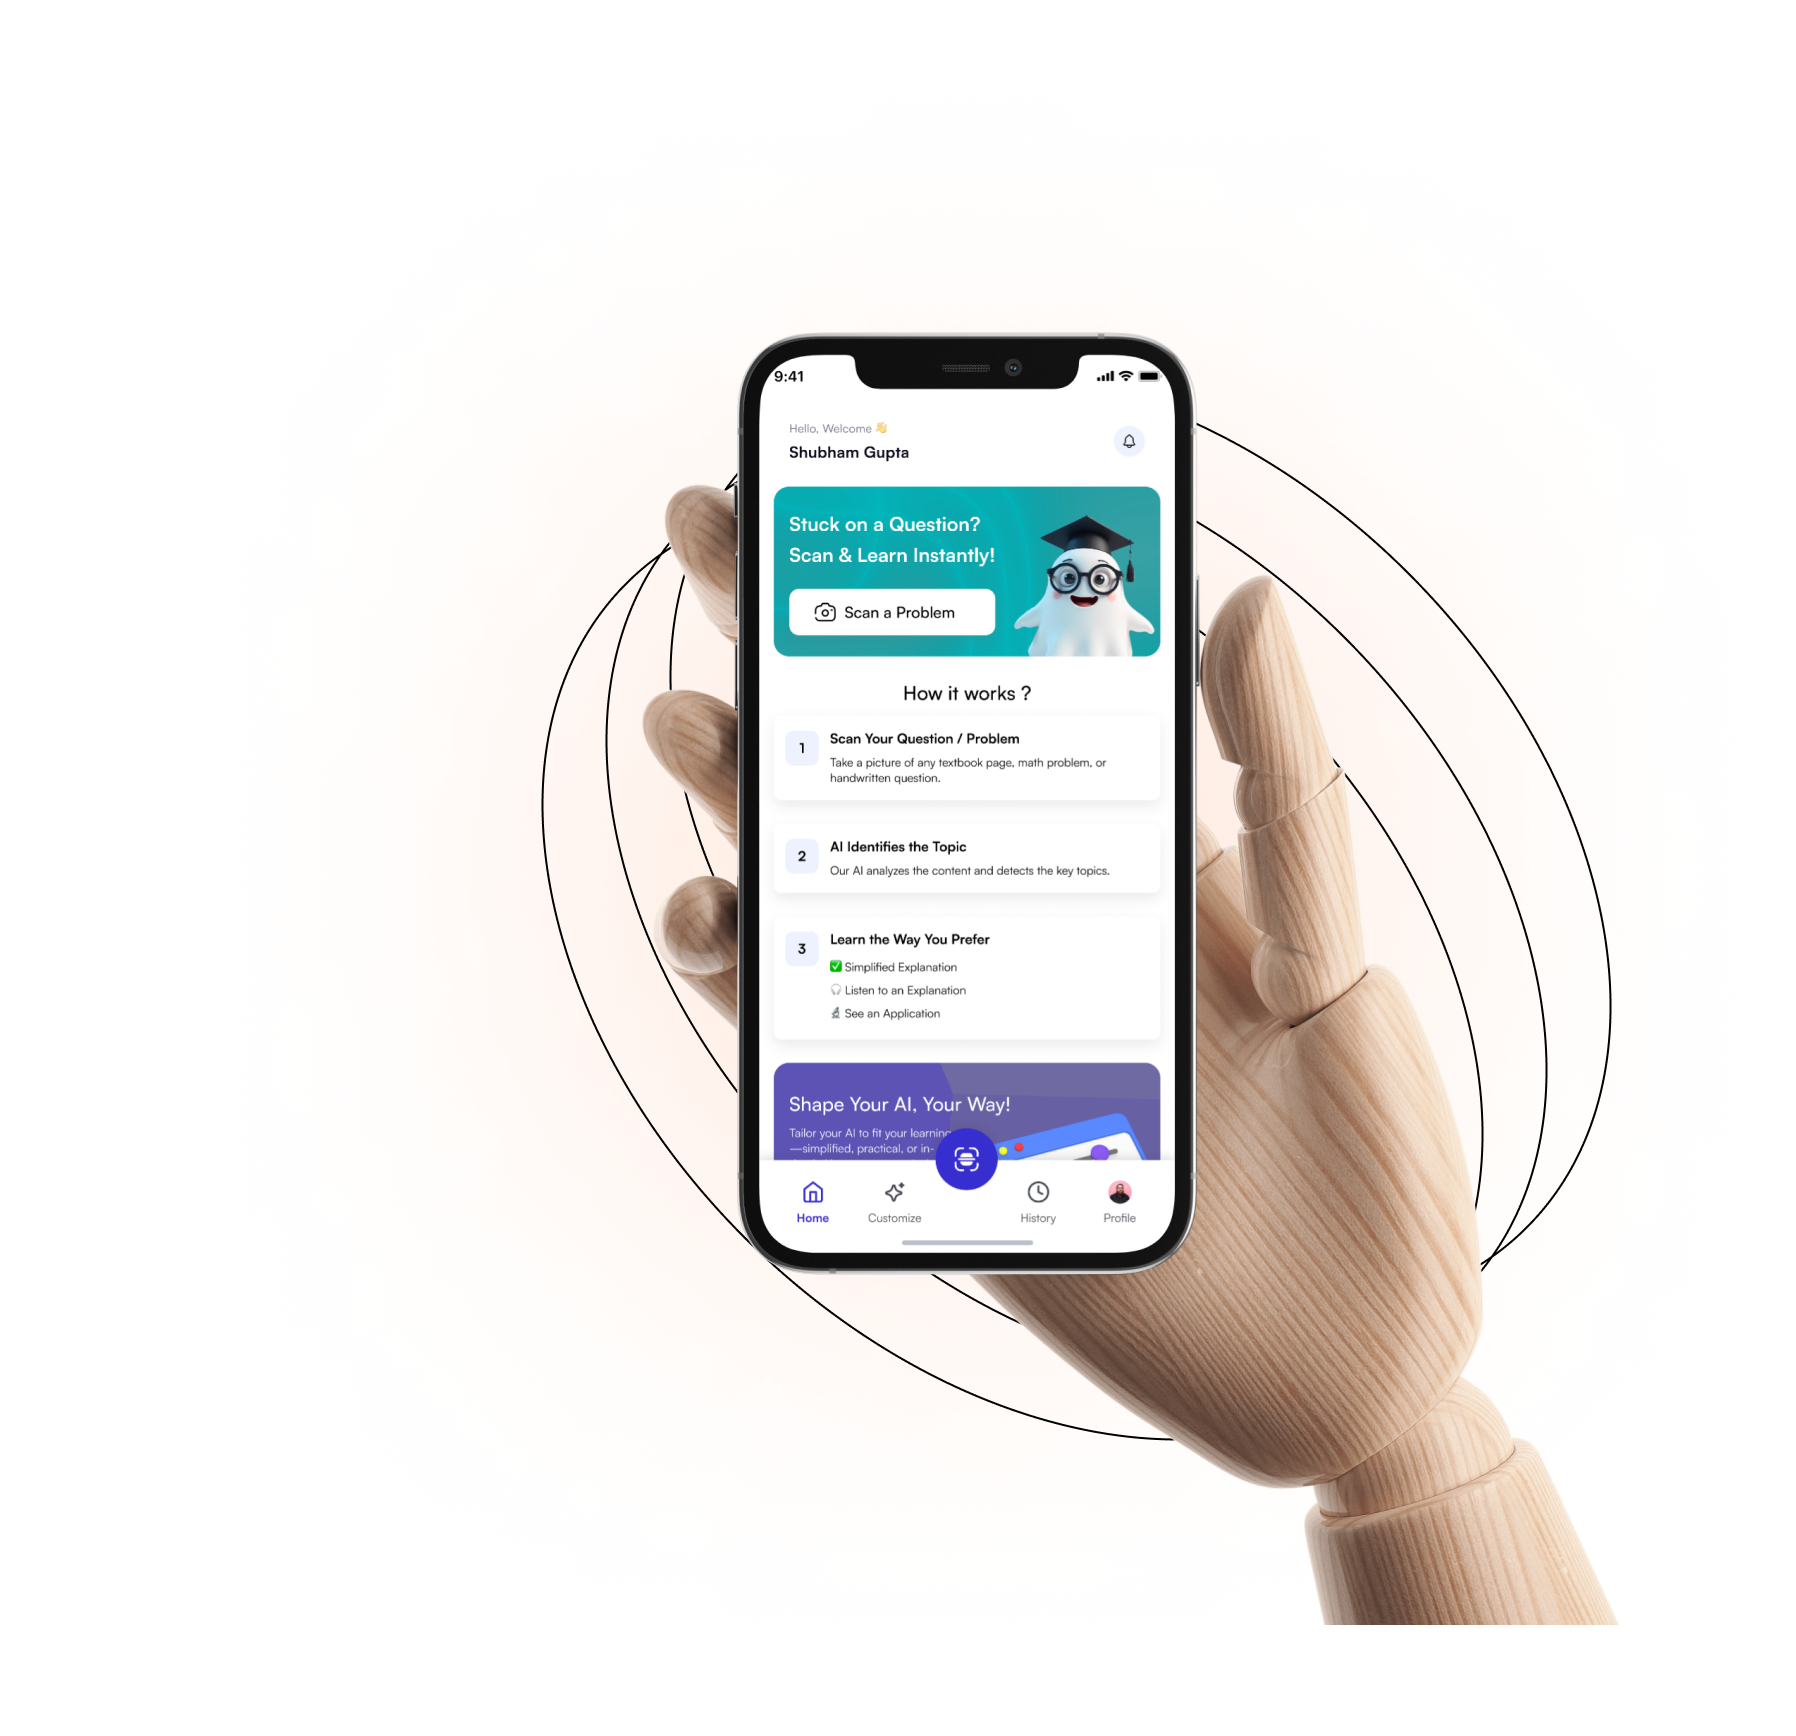 9:41
Hello, Welcome 👋
Shubham Gupta
Stuck on a Question?
Scan & Learn Instantly!
Scan a Problem
How it works ?
1
Scan Your Question / Problem
Take a picture of any textbook page, math problem, or
handwritten question.
2
AI Identifies the Topic
Our AI analyzes the content and detects the key topics.
3
Learn the Way You Prefer
✅ Simplified Explanation
🎧 Listen to an Explanation
🔬 See an Application
Shape Your AI, Your Way!
Tailor your AI to fit your learning
—simplified, practical, or in-
Home
Customize
History
Profile